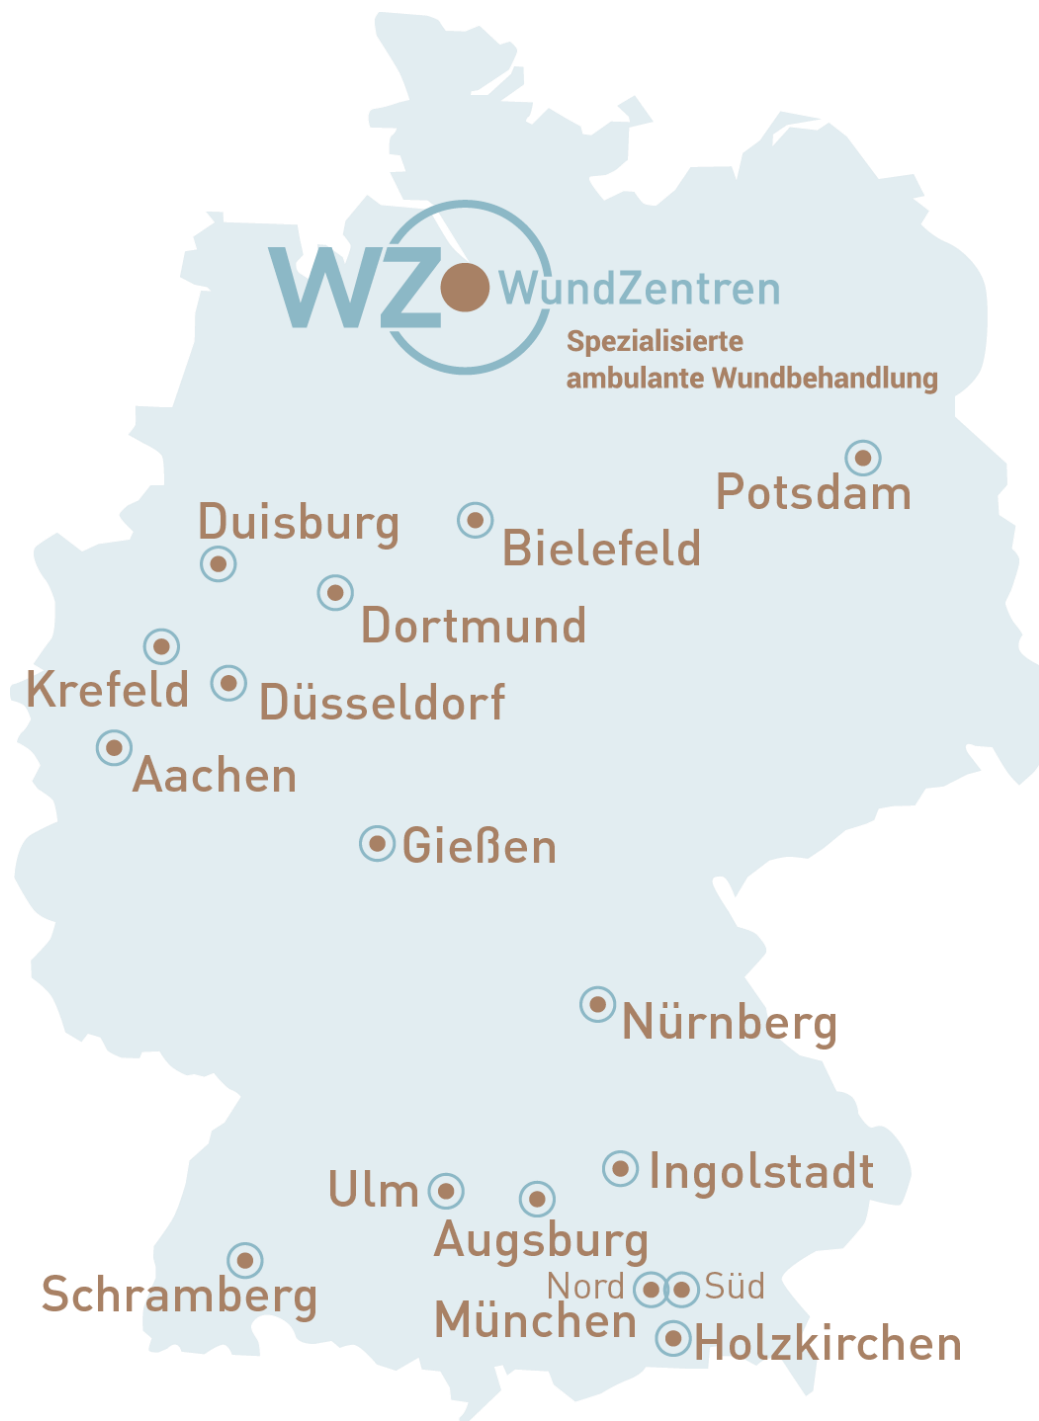 WZ WundZentren
Spezialisierte
ambulante Wundbehandlung
Potsdam
Duisburg
Bielefeld
Dortmund
Krefeld
Düsseldorf
Aachen
Gießen
Nürnberg
Ingolstadt
Ulm
Augsburg
Schramberg
Nord Süd
München
Holzkirchen